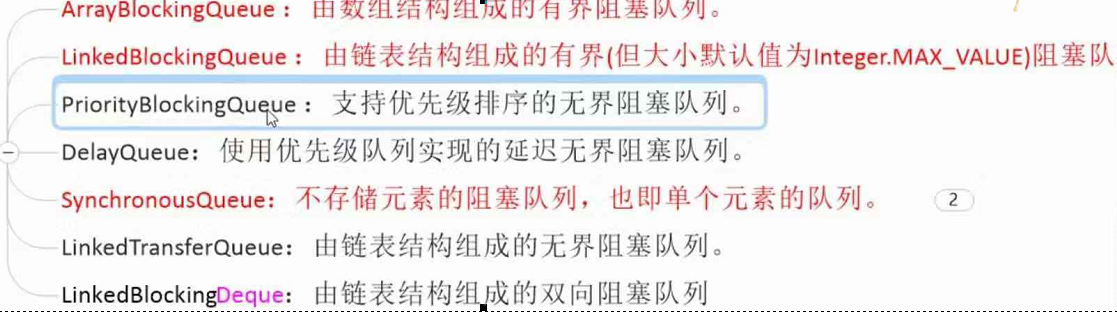 ArrayBlockingQueue：由数组结构组成的有界阻塞队列。
LinkedBlockingQueue：由链表结构组成的有界(但大小默认值为Integer.MAX_VALUE)阻塞队
PriorityBlockingQueue：支持优先级排序的无界阻塞队列。
DelayQueue：使用优先级队列实现的延迟无界阻塞队列。
SynchronousQueue：不存储元素的阻塞队列，也即单个元素的队列。 2
LinkedTransferQueue：由链表结构组成的无界阻塞队列。
LinkedBlockingDeque：由链表结构组成的双向阻塞队列